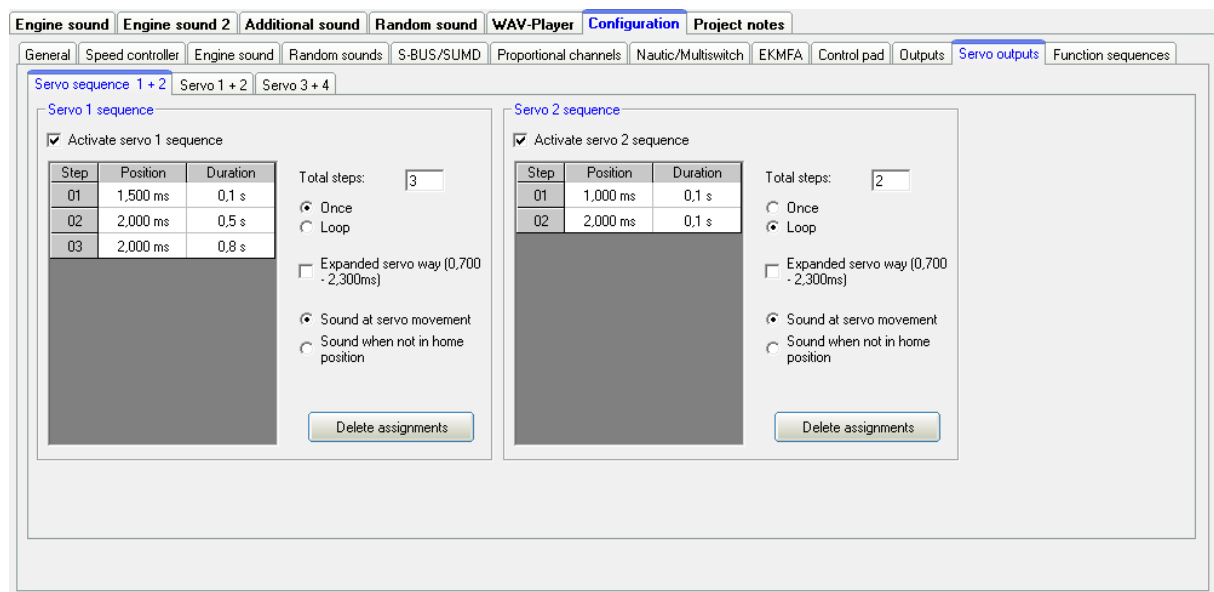 Engine sound Engine sound 2 Additional sound Random sound WAV-Player Configuration Project notes
General Speed controller Engine sound Random sounds S-BUS/SUMD Proportional channels Nautic/Multiswitch EKMFA Control pad Outputs Servo outputs Function sequences
Servo sequence 1 + 2 Servo 1 + 2 Servo 3 + 4
Servo 1 sequence
Activate servo 1 sequence
Step Position Duration
01 1,500 ms 0,1 s
02 2,000 ms 0,5 s
03 2,000 ms 0,8 s
Total steps: 3
Once
Loop
Expanded servo way (0,700
- 2,300ms)
Sound at servo movement
Sound when not in home
position
Delete assignments
Servo 2 sequence
Activate servo 2 sequence
Step Position Duration
01 1,000 ms 0,1 s
02 2,000 ms 0,1 s
Total steps: 2
Once
Loop
Expanded servo way (0,700
- 2,300ms)
Sound at servo movement
Sound when not in home
position
Delete assignments